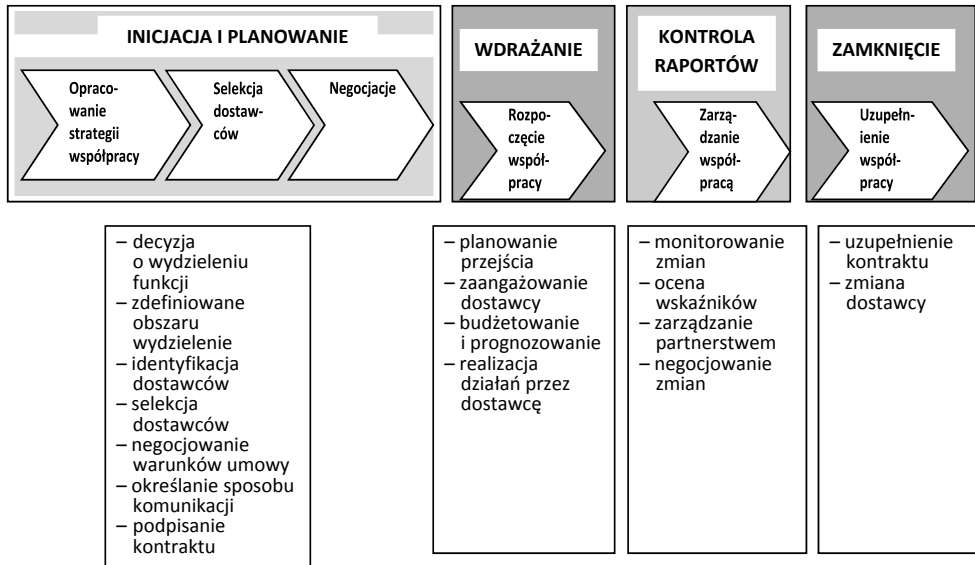 INICJACJA I PLANOWANIE
Opraco-
wanie
strategii
współpracy
Selekcja
dostaw-
ców
Negocjacje
WDRAŻANIE
Rozpo-
częcie
współ-
pracy
KONTROLA
RAPORTÓW
Zarzą-
dzanie
współ-
pracą
ZAMKNIĘCIE
Uzupełn-
ienie
współ-
pracy
– decyzja
o wydzieleniu
funkcji
– zdefiniowane
obszaru
wydzielenie
– identyfikacja
dostawców
– selekcja
dostawców
– negocjowanie
warunków umowy
– określanie sposobu
komunikacji
– podpisanie
kontraktu
– planowanie
przejścia
– zaangażowanie
dostawcy
– budżetowanie
i prognozowanie
– realizacja
działań przez
dostawcę
– monitorowanie
zmian
– ocena
wskaźników
– zarządzanie
partnerstwem
– negocjowanie
zmian
– uzupełnienie
kontraktu
– zmiana
dostawcy